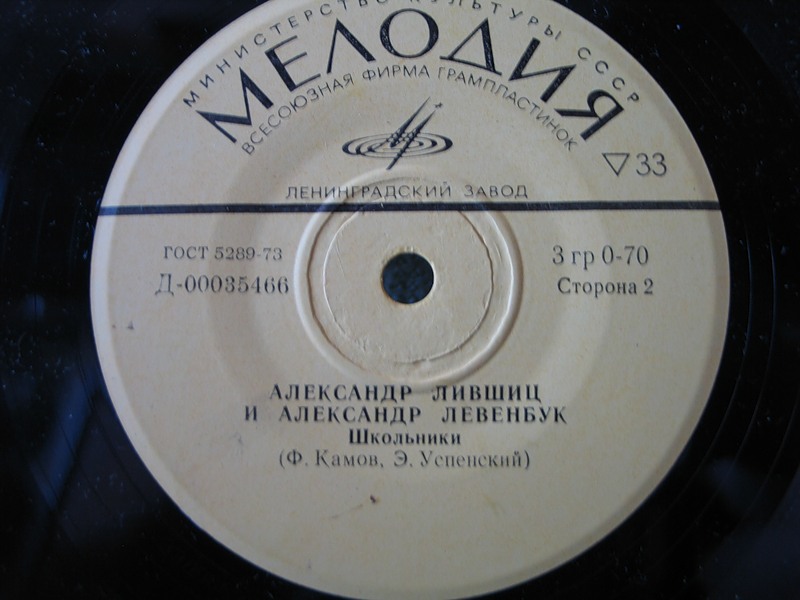 МИНИСТЕРСТВО КУЛЬТУРЫ СССР
МЕЛОДИЯ
ВСЕСОЮЗНАЯ ФИРМА ГРАМПЛАСТИНОК
▽ 33
ЛЕНИНГРАДСКИЙ ЗАВОД
ГОСТ 5289-73
3 гр 0-70
Д-00035466
Сторона 2
АЛЕКСАНДР ЛИВШИЦ
И АЛЕКСАНДР ЛЕВЕНБУК
Школьники
(Ф. Камов, Э. Успенский)